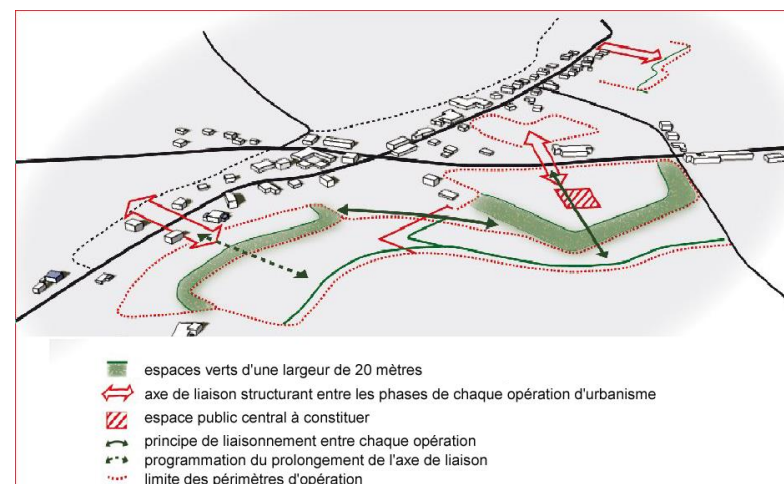 espaces verts d'une largeur de 20 mètres
axe de liaison structurant entre les phases de chaque opération d'urbanisme
espace public central à constituer
principe de liaisonnement entre chaque opération
programmation du prolongement de l'axe de liaison
limite des périmètres d'opération